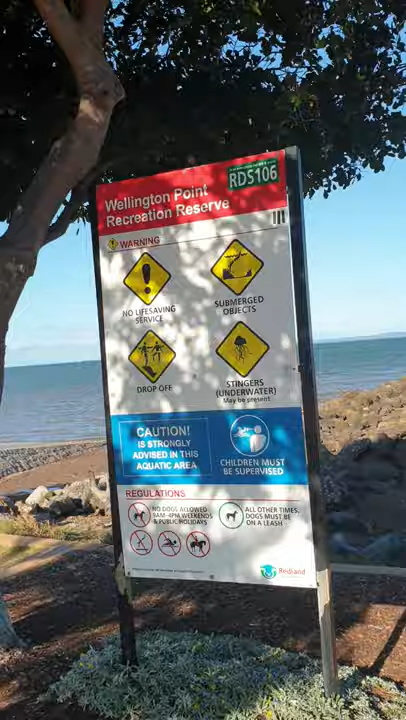 RDS106
Wellington Point
Recreation Reserve
WARNING
NO LIFESAVING
SERVICE
SUBMERGED
OBJECTS
DROP OFF
STINGERS
(UNDERWATER)
May be present
CAUTION!
IS STRONGLY
ADVISED IN THIS
AQUATIC AREA
CHILDREN MUST
BE SUPERVISED
REGULATIONS
NO DOGS ALLOWED
9AM-4PM WEEKENDS
& PUBLIC HOLIDAYS
ALL OTHER TIMES,
DOGS MUST BE
ON A LEASH
Redland